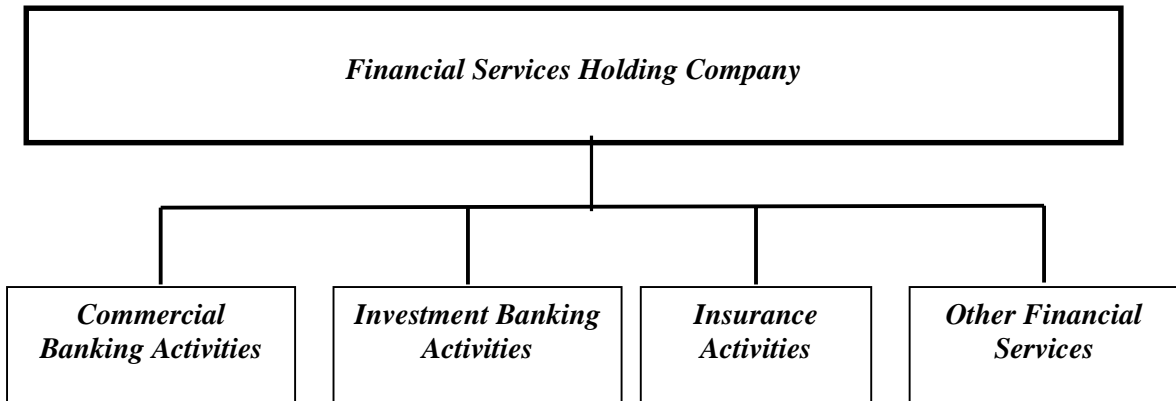 Financial Services Holding Company
Commercial
Banking Activities
Investment Banking
Activities
Insurance
Activities
Other Financial
Services